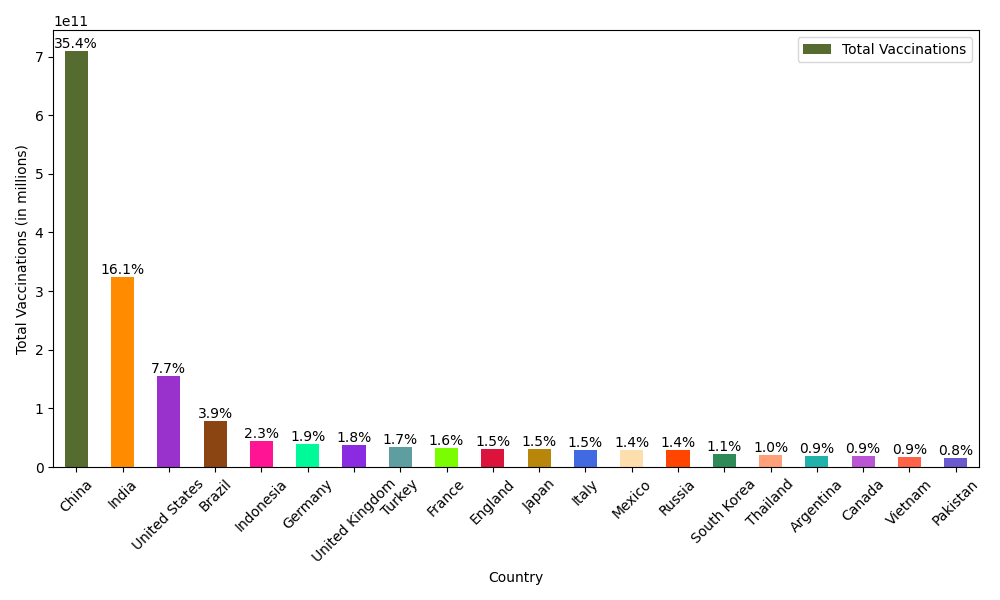 1e11
Total Vaccinations
35.4%
16.1%
7.7%
3.9%
2.3%
1.9%
1.8%
1.7%
1.6%
1.5%
1.5%
1.5%
1.4%
1.4%
1.1%
1.0%
0.9%
0.9%
0.9%
0.8%
Total Vaccinations (in millions)
7
6
5
4
3
2
1
0
China
India
United States
Brazil
Indonesia
Germany
United Kingdom
Turkey
France
England
Japan
Italy
Mexico
Russia
South Korea
Thailand
Argentina
Canada
Vietnam
Pakistan
Country